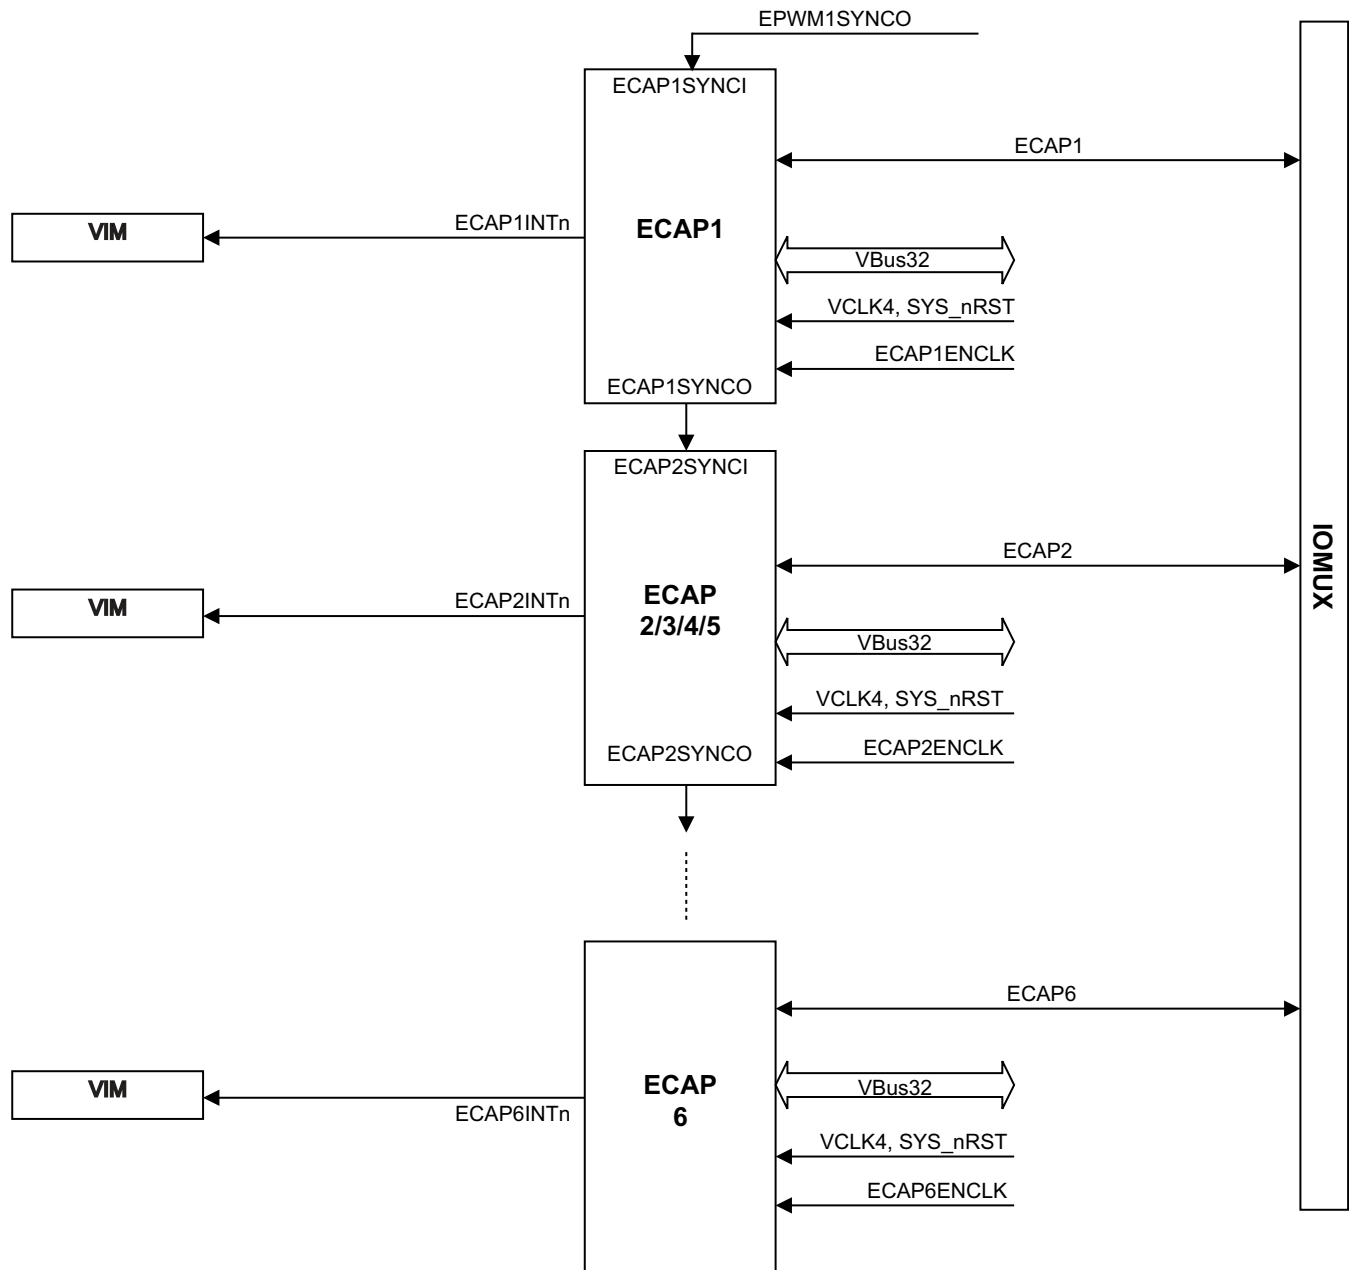 EPWM1SYNCO
ECAP1SYNCI
ECAP1
ECAP1INTn
VIM
ECAP1
VBus32
VCLK4, SYS_nRST
ECAP1ENCLK
ECAP1SYNCO
ECAP2SYNCI
ECAP2
IOMUX
ECAP2INTn
VIM
ECAP
2/3/4/5
VBus32
VCLK4, SYS_nRST
ECAP2ENCLK
ECAP2SYNCO
ECAP6
VIM
ECAP6INTn
ECAP
6
VBus32
VCLK4, SYS_nRST
ECAP6ENCLK